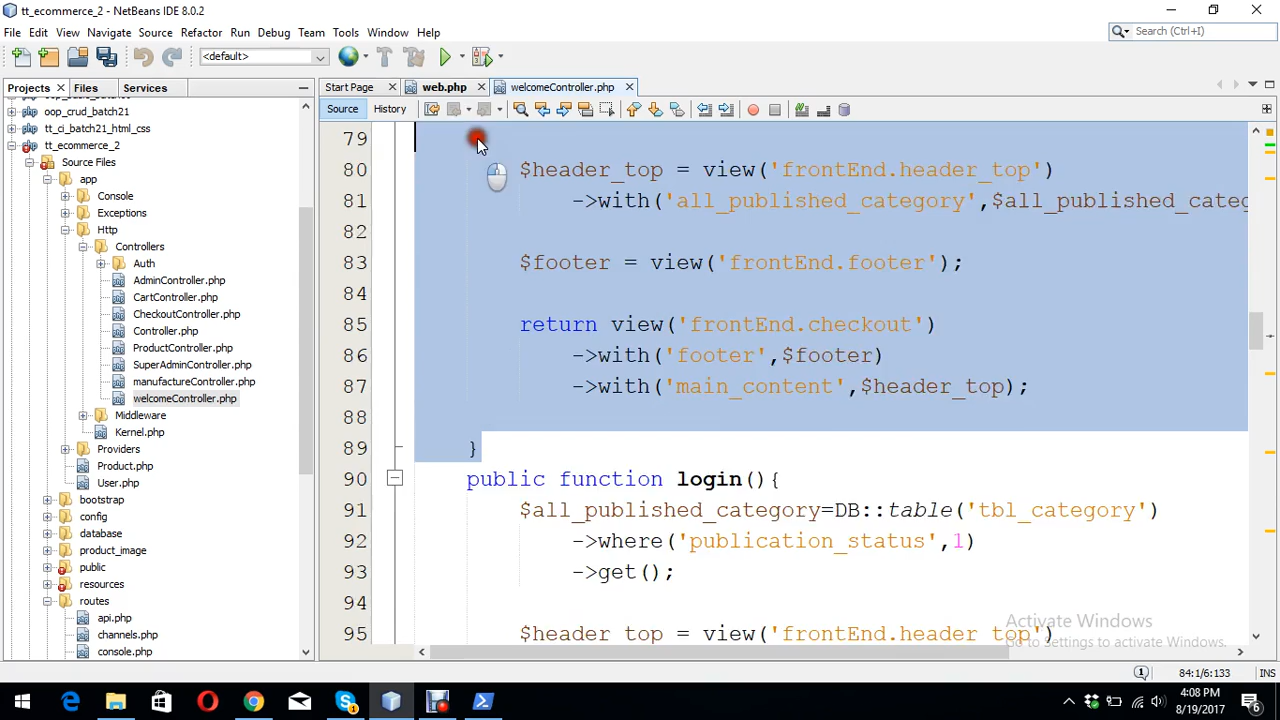 tt_ecommerce_2 - NetBeans IDE 8.0.2
File Edit View Navigate Source Refactor Run Debug Team Tools Window Help
Search (Ctrl+I)
<default>
Projects Files Services
Start Page web.php welcomeController.php
Source History
oop_crud_batch21
tt_ci_batch21_html_css
tt_ecommerce_2
Source Files
app
Console
Exceptions
Http
Controllers
Auth
AdminController.php
CartController.php
CheckoutController.php
Controller.php
ProductController.php
SuperAdminController.php
manufactureController.php
welcomeController.php
Middleware
Kernel.php
Providers
Product.php
User.php
bootstrap
config
database
product_image
public
resources
routes
api.php
channels.php
console.php
79
80 $header_top = view('frontEnd.header_top')
81 ->with('all_published_category',$all_published_categ
82
83 $footer = view('frontEnd.footer');
84
85 return view('frontEnd.checkout')
86 ->with('footer',$footer)
87 ->with('main_content',$header_top);
88
89 }
90 public function login(){
91 $all_published_category=DB::table('tbl_category')
92 ->where('publication_status',1)
93 ->get();
94
95 $header_top = view('frontEnd.header_top')
Activate Windows
Go to Settings to activate Windows.
1 84:1/6:133 INS
4:08 PM
8/19/2017
6